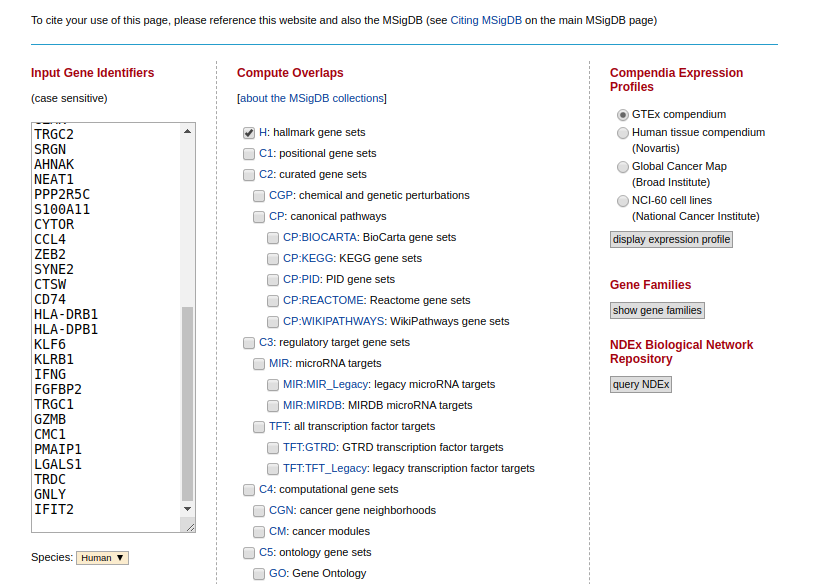 To cite your use of this page, please reference this website and also the MSigDB (see Citing MSigDB on the main MSigDB page)
Input Gene Identifiers
(case sensitive)
TRGC2
SRGN
AHNAK
NEAT1
PPP2R5C
S100A11
CYTOR
CCL4
ZEB2
SYNE2
CTSW
CD74
HLA-DRB1
HLA-DPB1
KLF6
KLRB1
IFNG
FGFBP2
TRGC1
GZMB
CMC1
PMAIP1
LGALS1
TRDC
GNLY
IFIT2
Species: Human ▼
Compute Overlaps
[about the MSigDB collections]
H: hallmark gene sets
C1: positional gene sets
C2: curated gene sets
CGP: chemical and genetic perturbations
CP: canonical pathways
CP:BIOCARTA: BioCarta gene sets
CP:KEGG: KEGG gene sets
CP:PID: PID gene sets
CP:REACTOME: Reactome gene sets
CP:WIKIPATHWAYS: WikiPathways gene sets
C3: regulatory target gene sets
MIR: microRNA targets
MIR:MIR_Legacy: legacy microRNA targets
MIR:MIRDB: MIRDB microRNA targets
TFT: all transcription factor targets
TFT:GTRD: GTRD transcription factor targets
TFT:TFT_Legacy: legacy transcription factor targets
C4: computational gene sets
CGN: cancer gene neighborhoods
CM: cancer modules
C5: ontology gene sets
GO: Gene Ontology
Compendia Expression
Profiles
GTEx compendium
Human tissue compendium
(Novartis)
Global Cancer Map
(Broad Institute)
NCI-60 cell lines
(National Cancer Institute)
display expression profile
Gene Families
show gene families
NDEx Biological Network
Repository
query NDEx